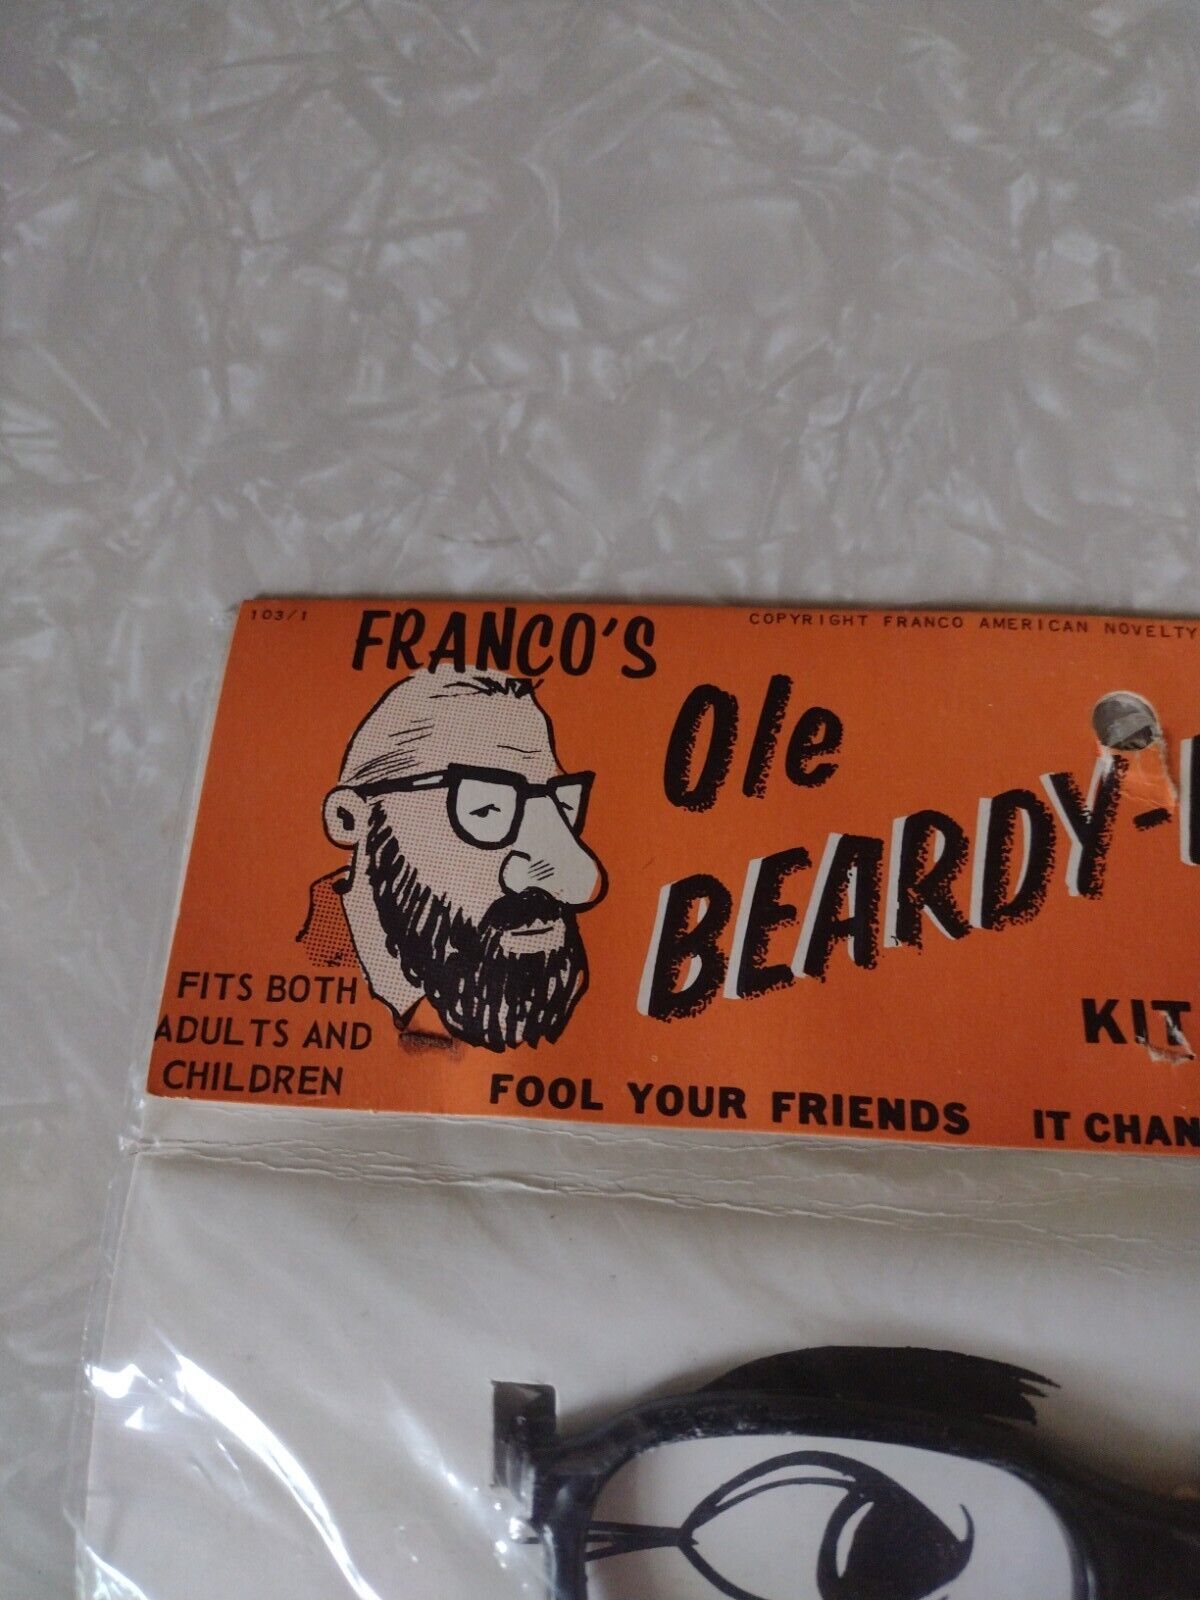 103/1
COPYRIGHT FRANCO AMERICAN NOVELTY
FRANCO'S
Ole
BEARDY-
KIT
FITS BOTH
ADULTS AND
CHILDREN
FOOL YOUR FRIENDS IT CHAN